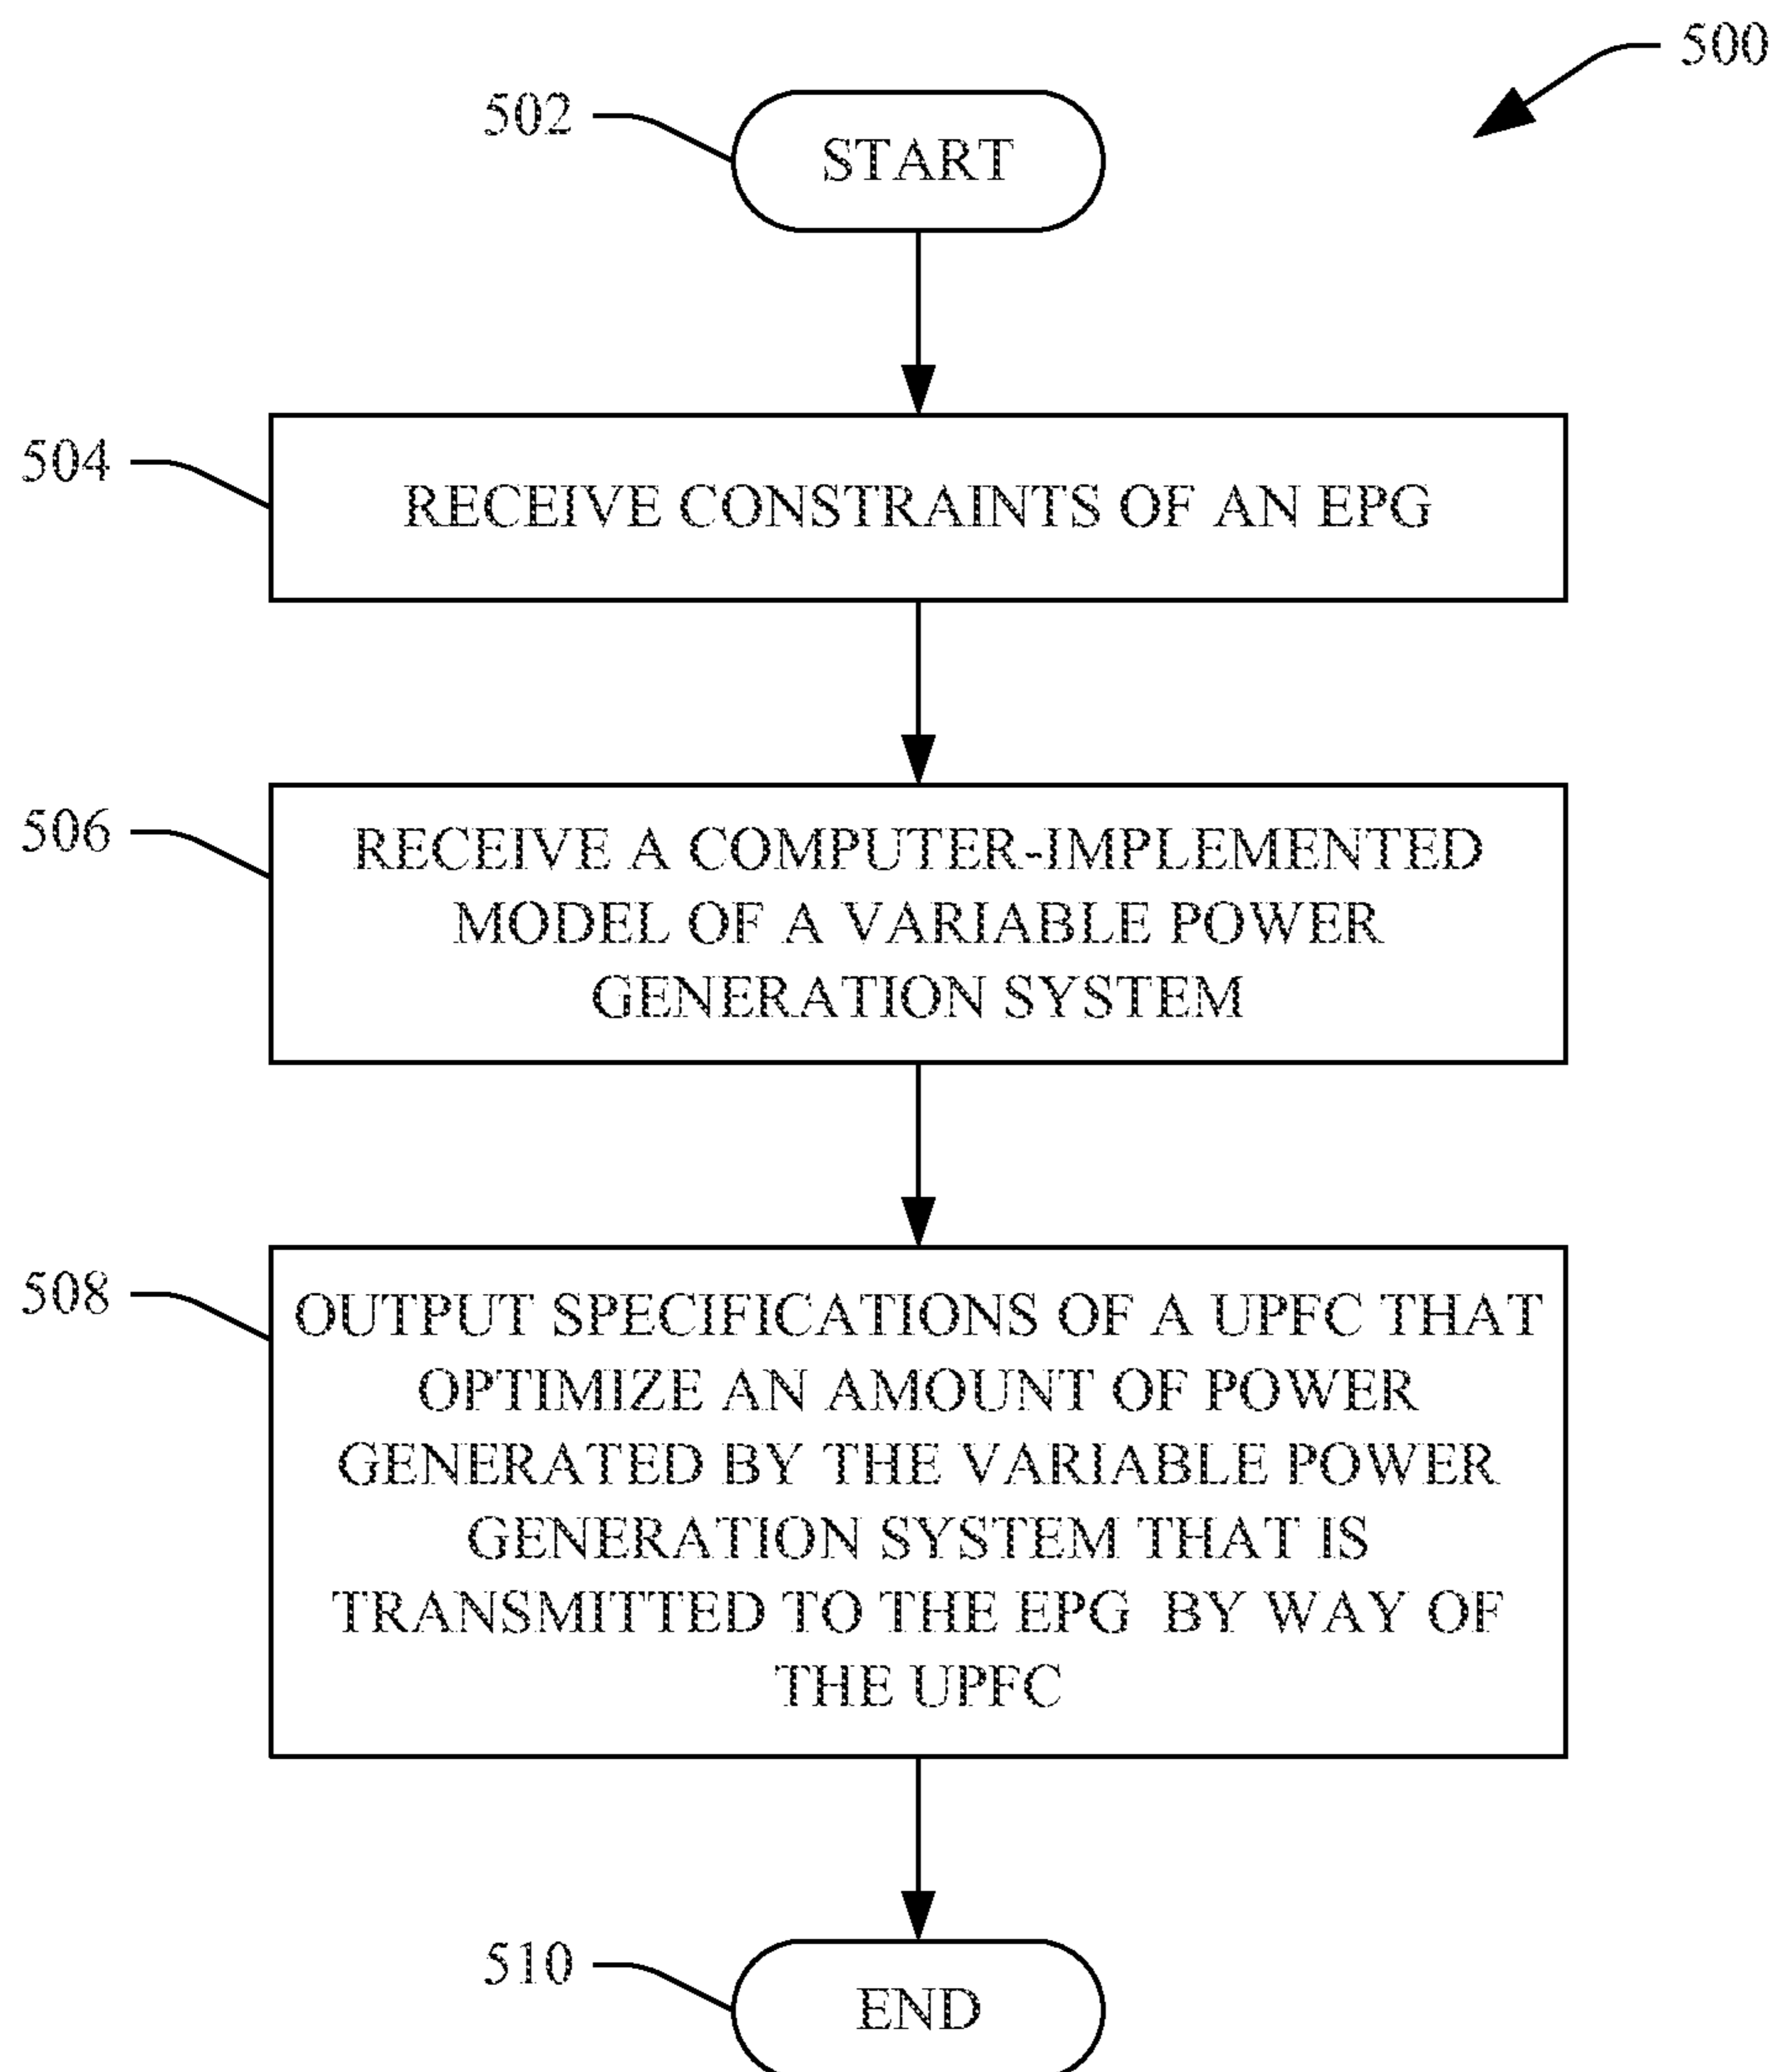 500
502
START
504
RECEIVE CONSTRAINTS OF AN EPG
506
RECEIVE A COMPUTER-IMPLEMENTED
MODEL OF A VARIABLE POWER
GENERATION SYSTEM
508
OUTPUT SPECIFICATIONS OF A UPFC THAT
OPTIMIZE AN AMOUNT OF POWER
GENERATED BY THE VARIABLE POWER
GENERATION SYSTEM THAT IS
TRANSMITTED TO THE EPG BY WAY OF
THE UPFC
510
END